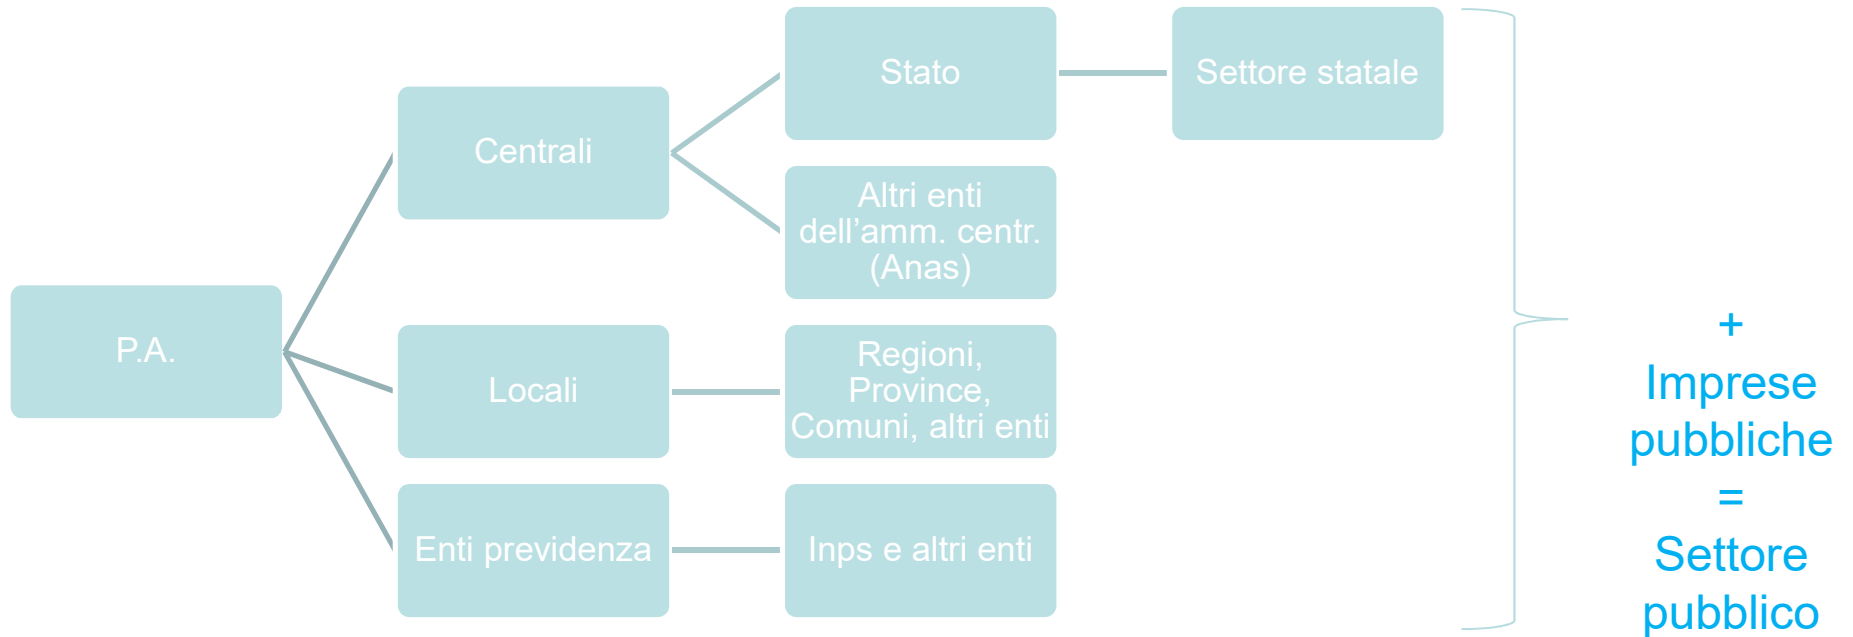 P.A.
Centrali
Stato
Settore statale
Altri enti
dell’amm. centr.
(Anas)
Locali
Regioni,
Province,
Comuni, altri enti
Enti previdenza
Inps e altri enti
+
Imprese
pubbliche
=
Settore
pubblico